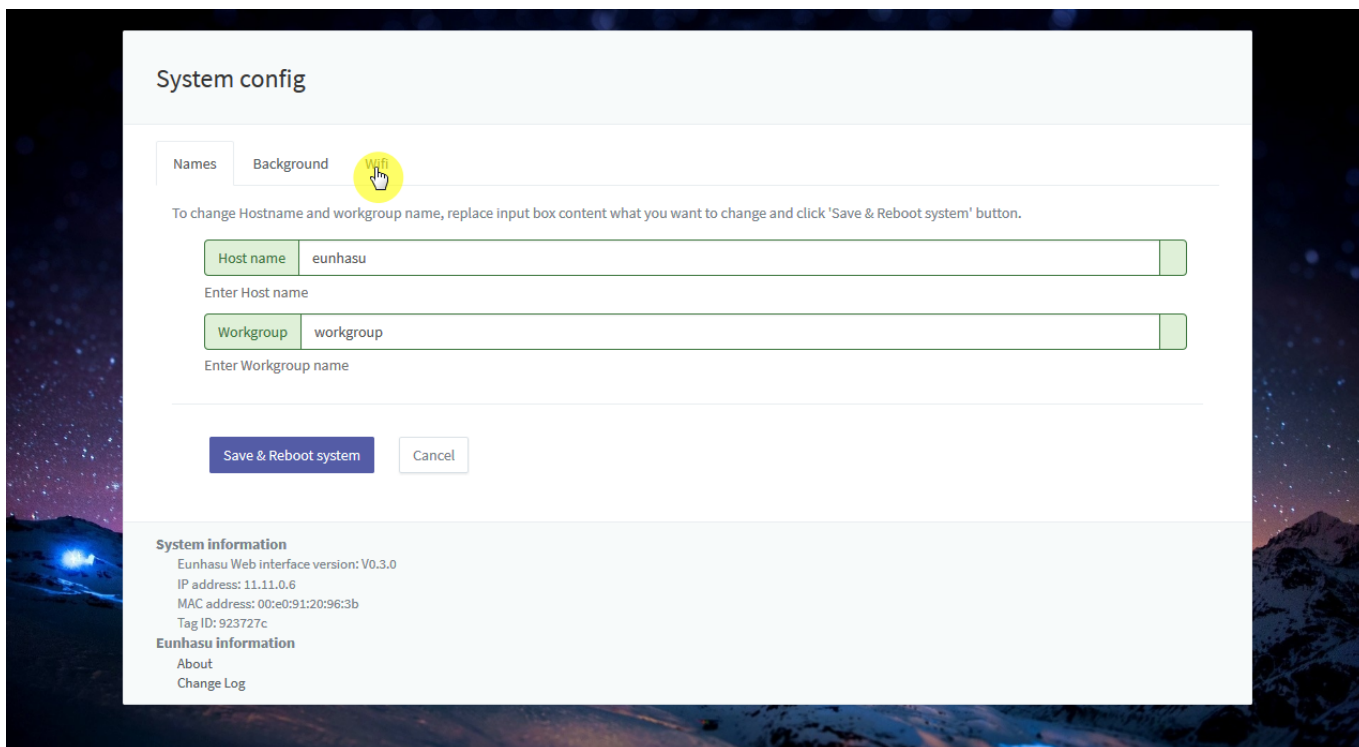 System config
Names
Background
Wifi
To change Hostname and workgroup name, replace input box content what you want to change and click 'Save & Reboot system' button.
Host name eunhasu
Enter Host name
Workgroup workgroup
Enter Workgroup name
Save & Reboot system
Cancel
System information
Eunhasu Web interface version: V0.3.0
IP address: 11.11.0.6
MAC address: 00:e0:91:20:96:3b
Tag ID: 923727c
Eunhasu information
About
Change Log